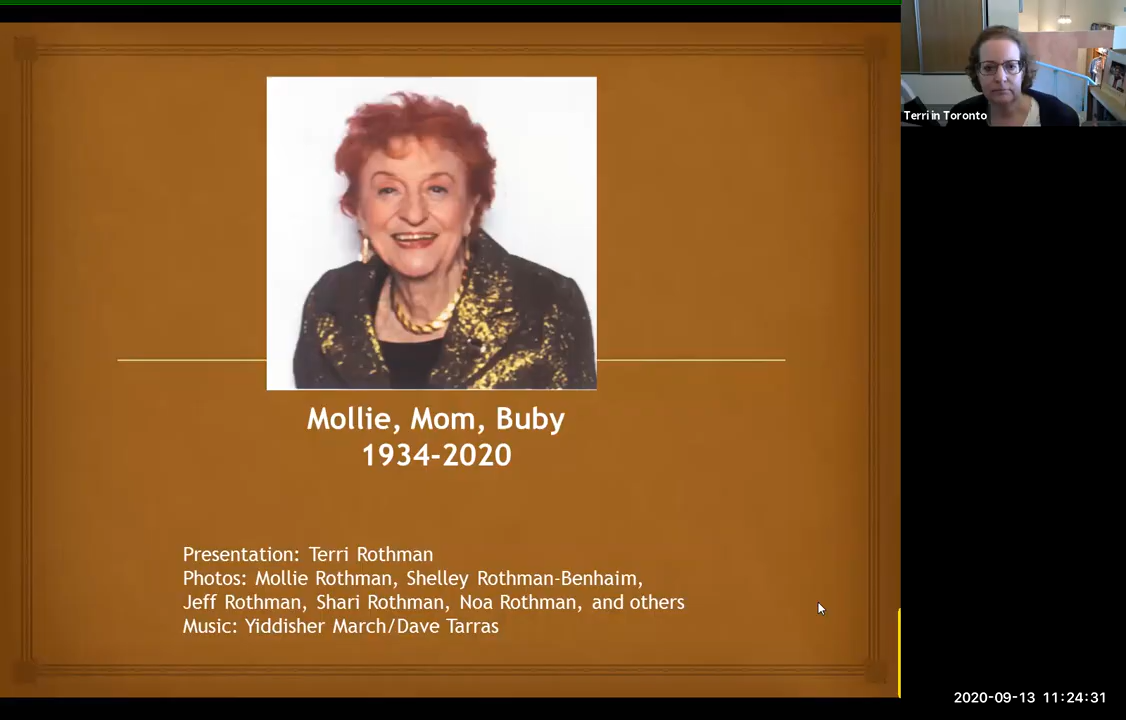 Terri in Toronto
Mollie, Mom, Buby
1934-2020
Presentation: Terri Rothman
Photos: Mollie Rothman, Shelley Rothman-Benhaim,
Jeff Rothman, Shari Rothman, Noa Rothman, and others
Music: Yiddisher March/Dave Tarras
2020-09-13 11:24:31